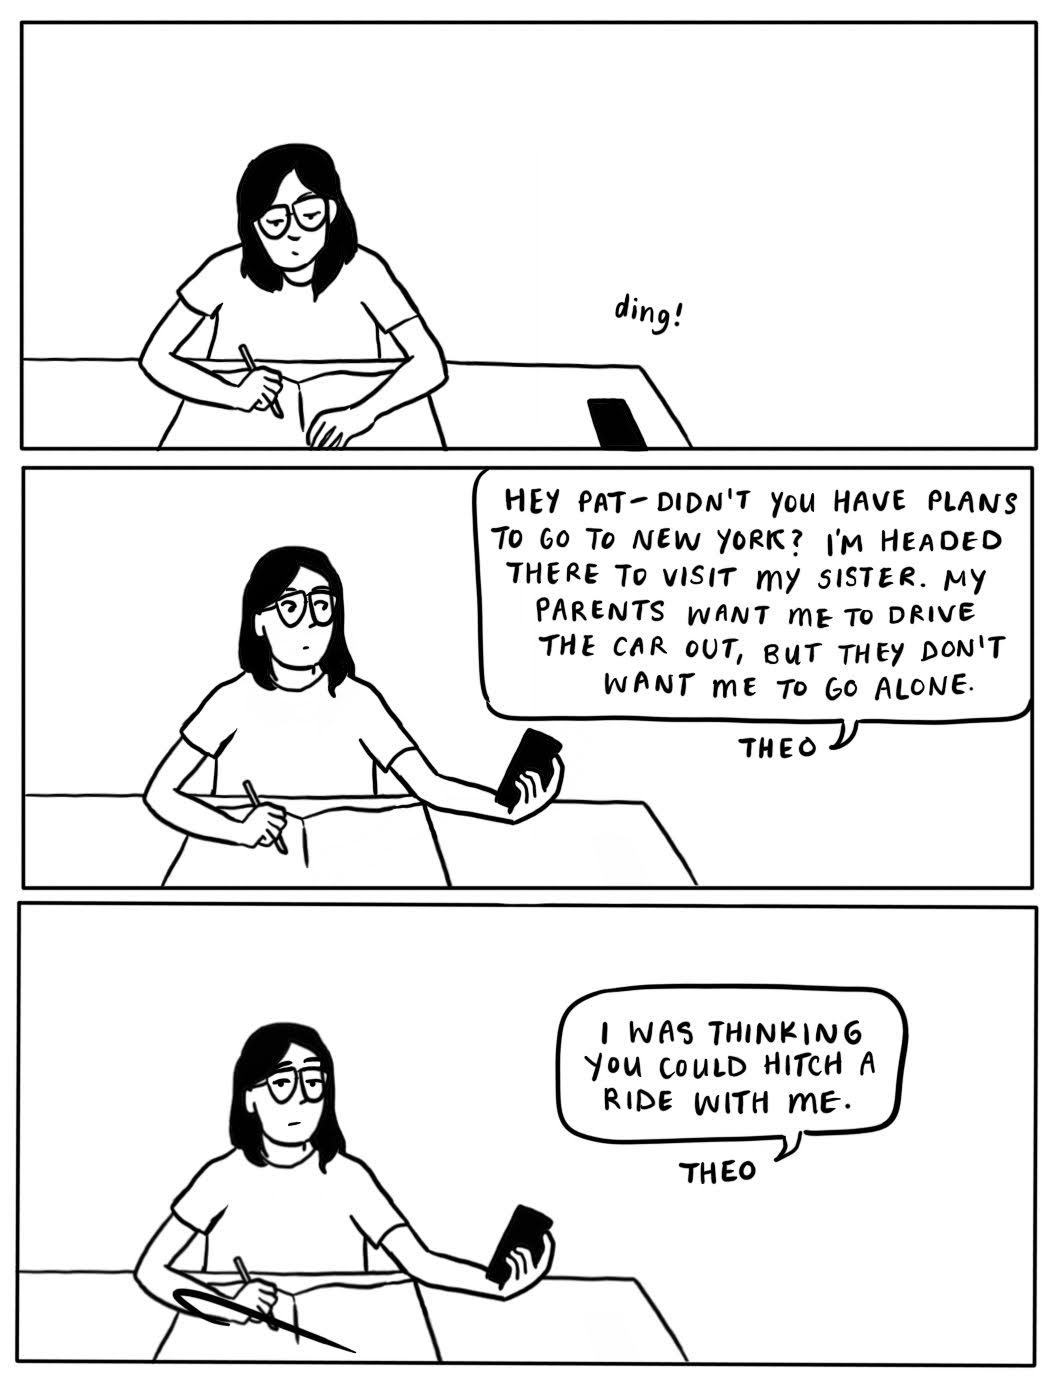 ding!
HEY PAT— DIDN'T YOU HAVE PLANS
TO GO TO NEW YORK? I'M HEADED
THERE TO VISIT MY SISTER. MY
PARENTS WANT ME TO DRIVE
THE CAR OUT, BUT THEY DON'T
WANT ME TO GO ALONE.
THEO
I WAS THINKING
YOU COULD HITCH A
RIDE WITH ME.
THEO